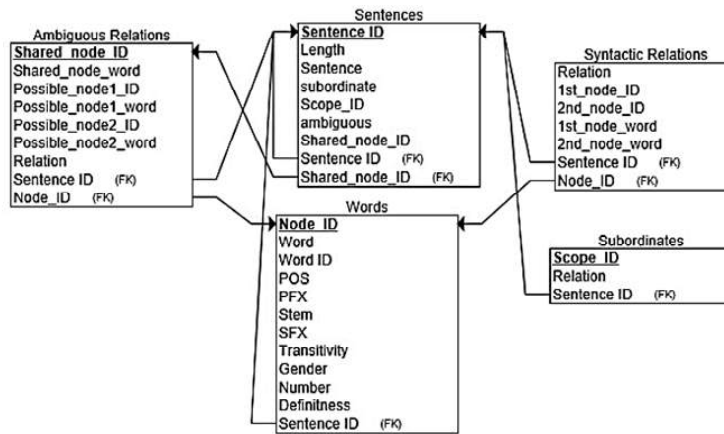 Ambiguous Relations
Shared_node_ID
Shared_node_word
Possible_node1_ID
Possible_node1_word
Possible_node2_ID
Possible_node2_word
Relation
Sentence ID (FK)
Node_ID (FK)
Sentences
Sentence ID
Length
Sentence
subordinate
Scope_ID
ambiguous
Shared_node_ID
Sentence ID (FK)
Shared_node_ID (FK)
Syntactic Relations
Relation
1st_node_ID
2nd_node_ID
1st_node_word
2nd_node_word
Sentence ID (FK)
Node_ID (FK)
Words
Node_ID
Word
Word ID
POS
PFX
Stem
SFX
Transitivity
Gender
Number
Definitness
Sentence ID (FK)
Subordinates
Scope_ID
Relation
Sentence ID (FK)